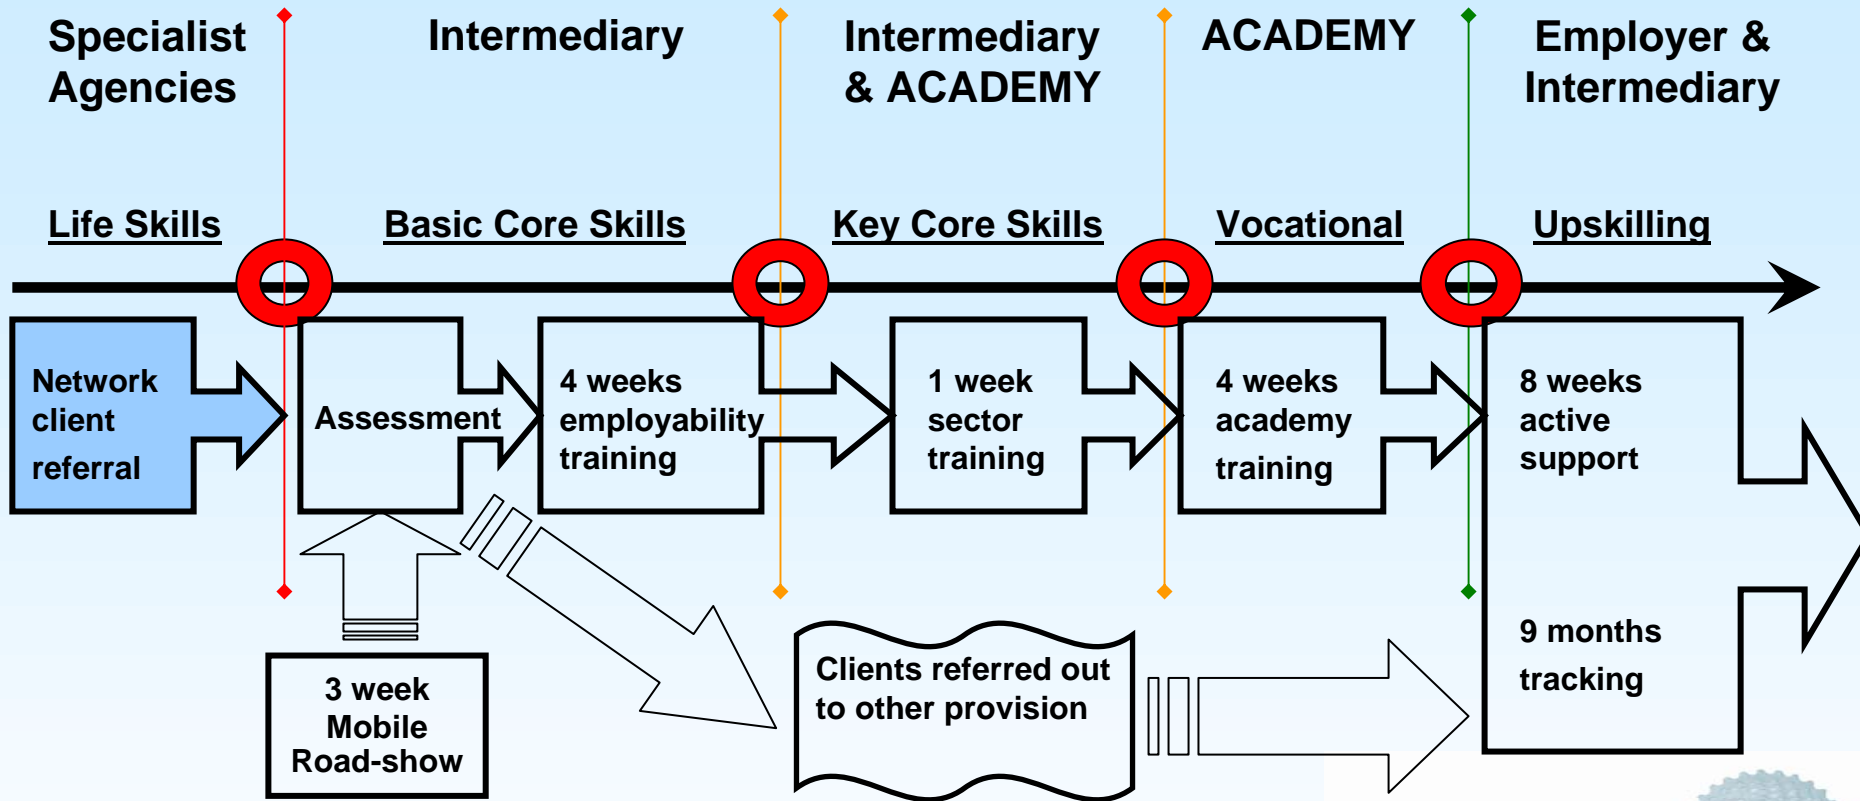 Specialist
Agencies
Intermediary
Intermediary
& ACADEMY
ACADEMY
Employer &
Intermediary
Life Skills
Basic Core Skills
Key Core Skills
Vocational
Upskilling
Network
client
referral
Assessment
4 weeks
employability
training
1 week
sector
training
4 weeks
academy
training
8 weeks
active
support
9 months
tracking
3 week
Mobile
Road-show
Clients referred out
to other provision